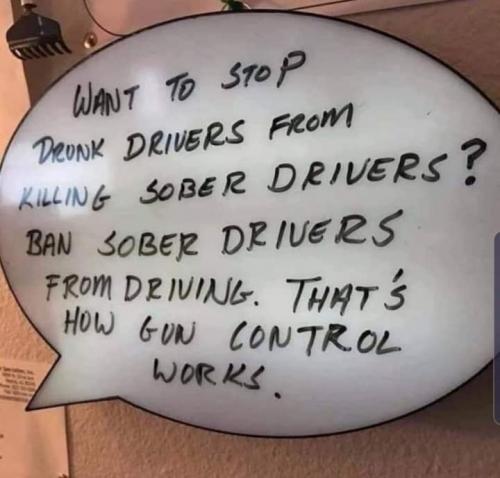 WANT TO STOP
DRUNK DRIVERS FROM
KILLING SOBER DRIVERS?
BAN SOBER DRIVERS
FROM DRIVING. THAT'S
HOW GUN CONTROL
WORKS.